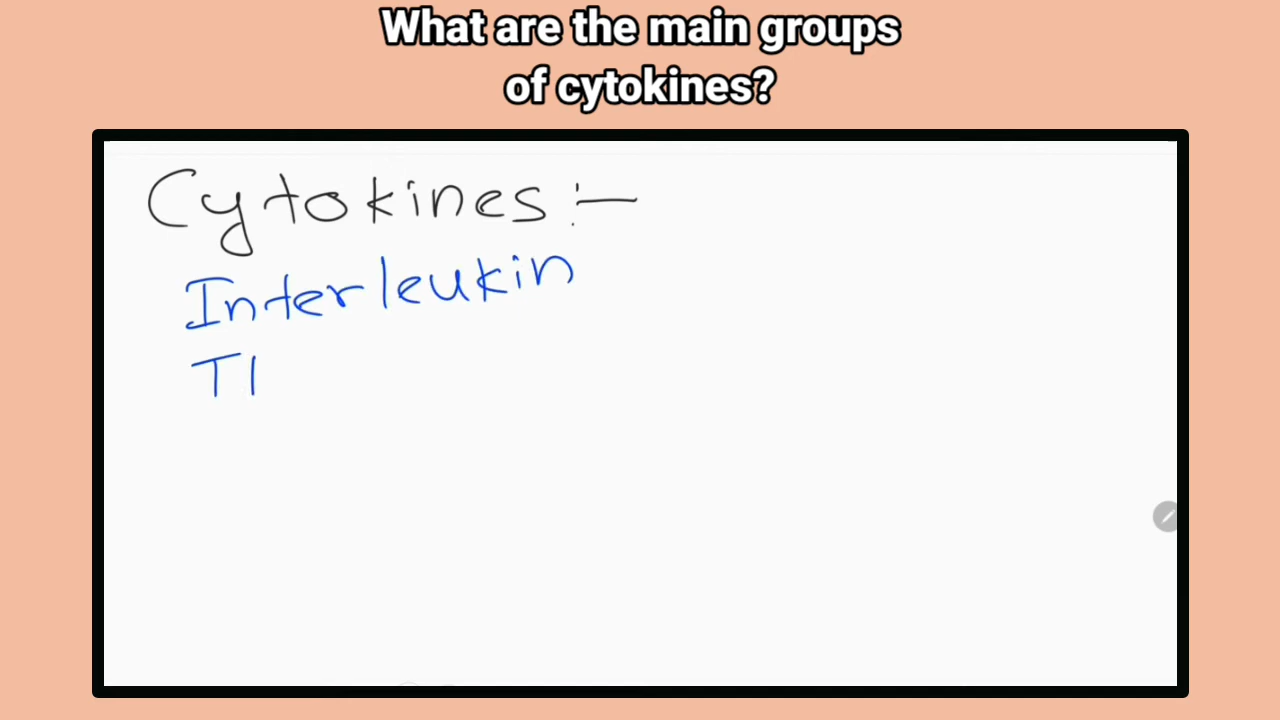 What are the main groups
of cytokines?
Cytokines :-
Interleukin
T